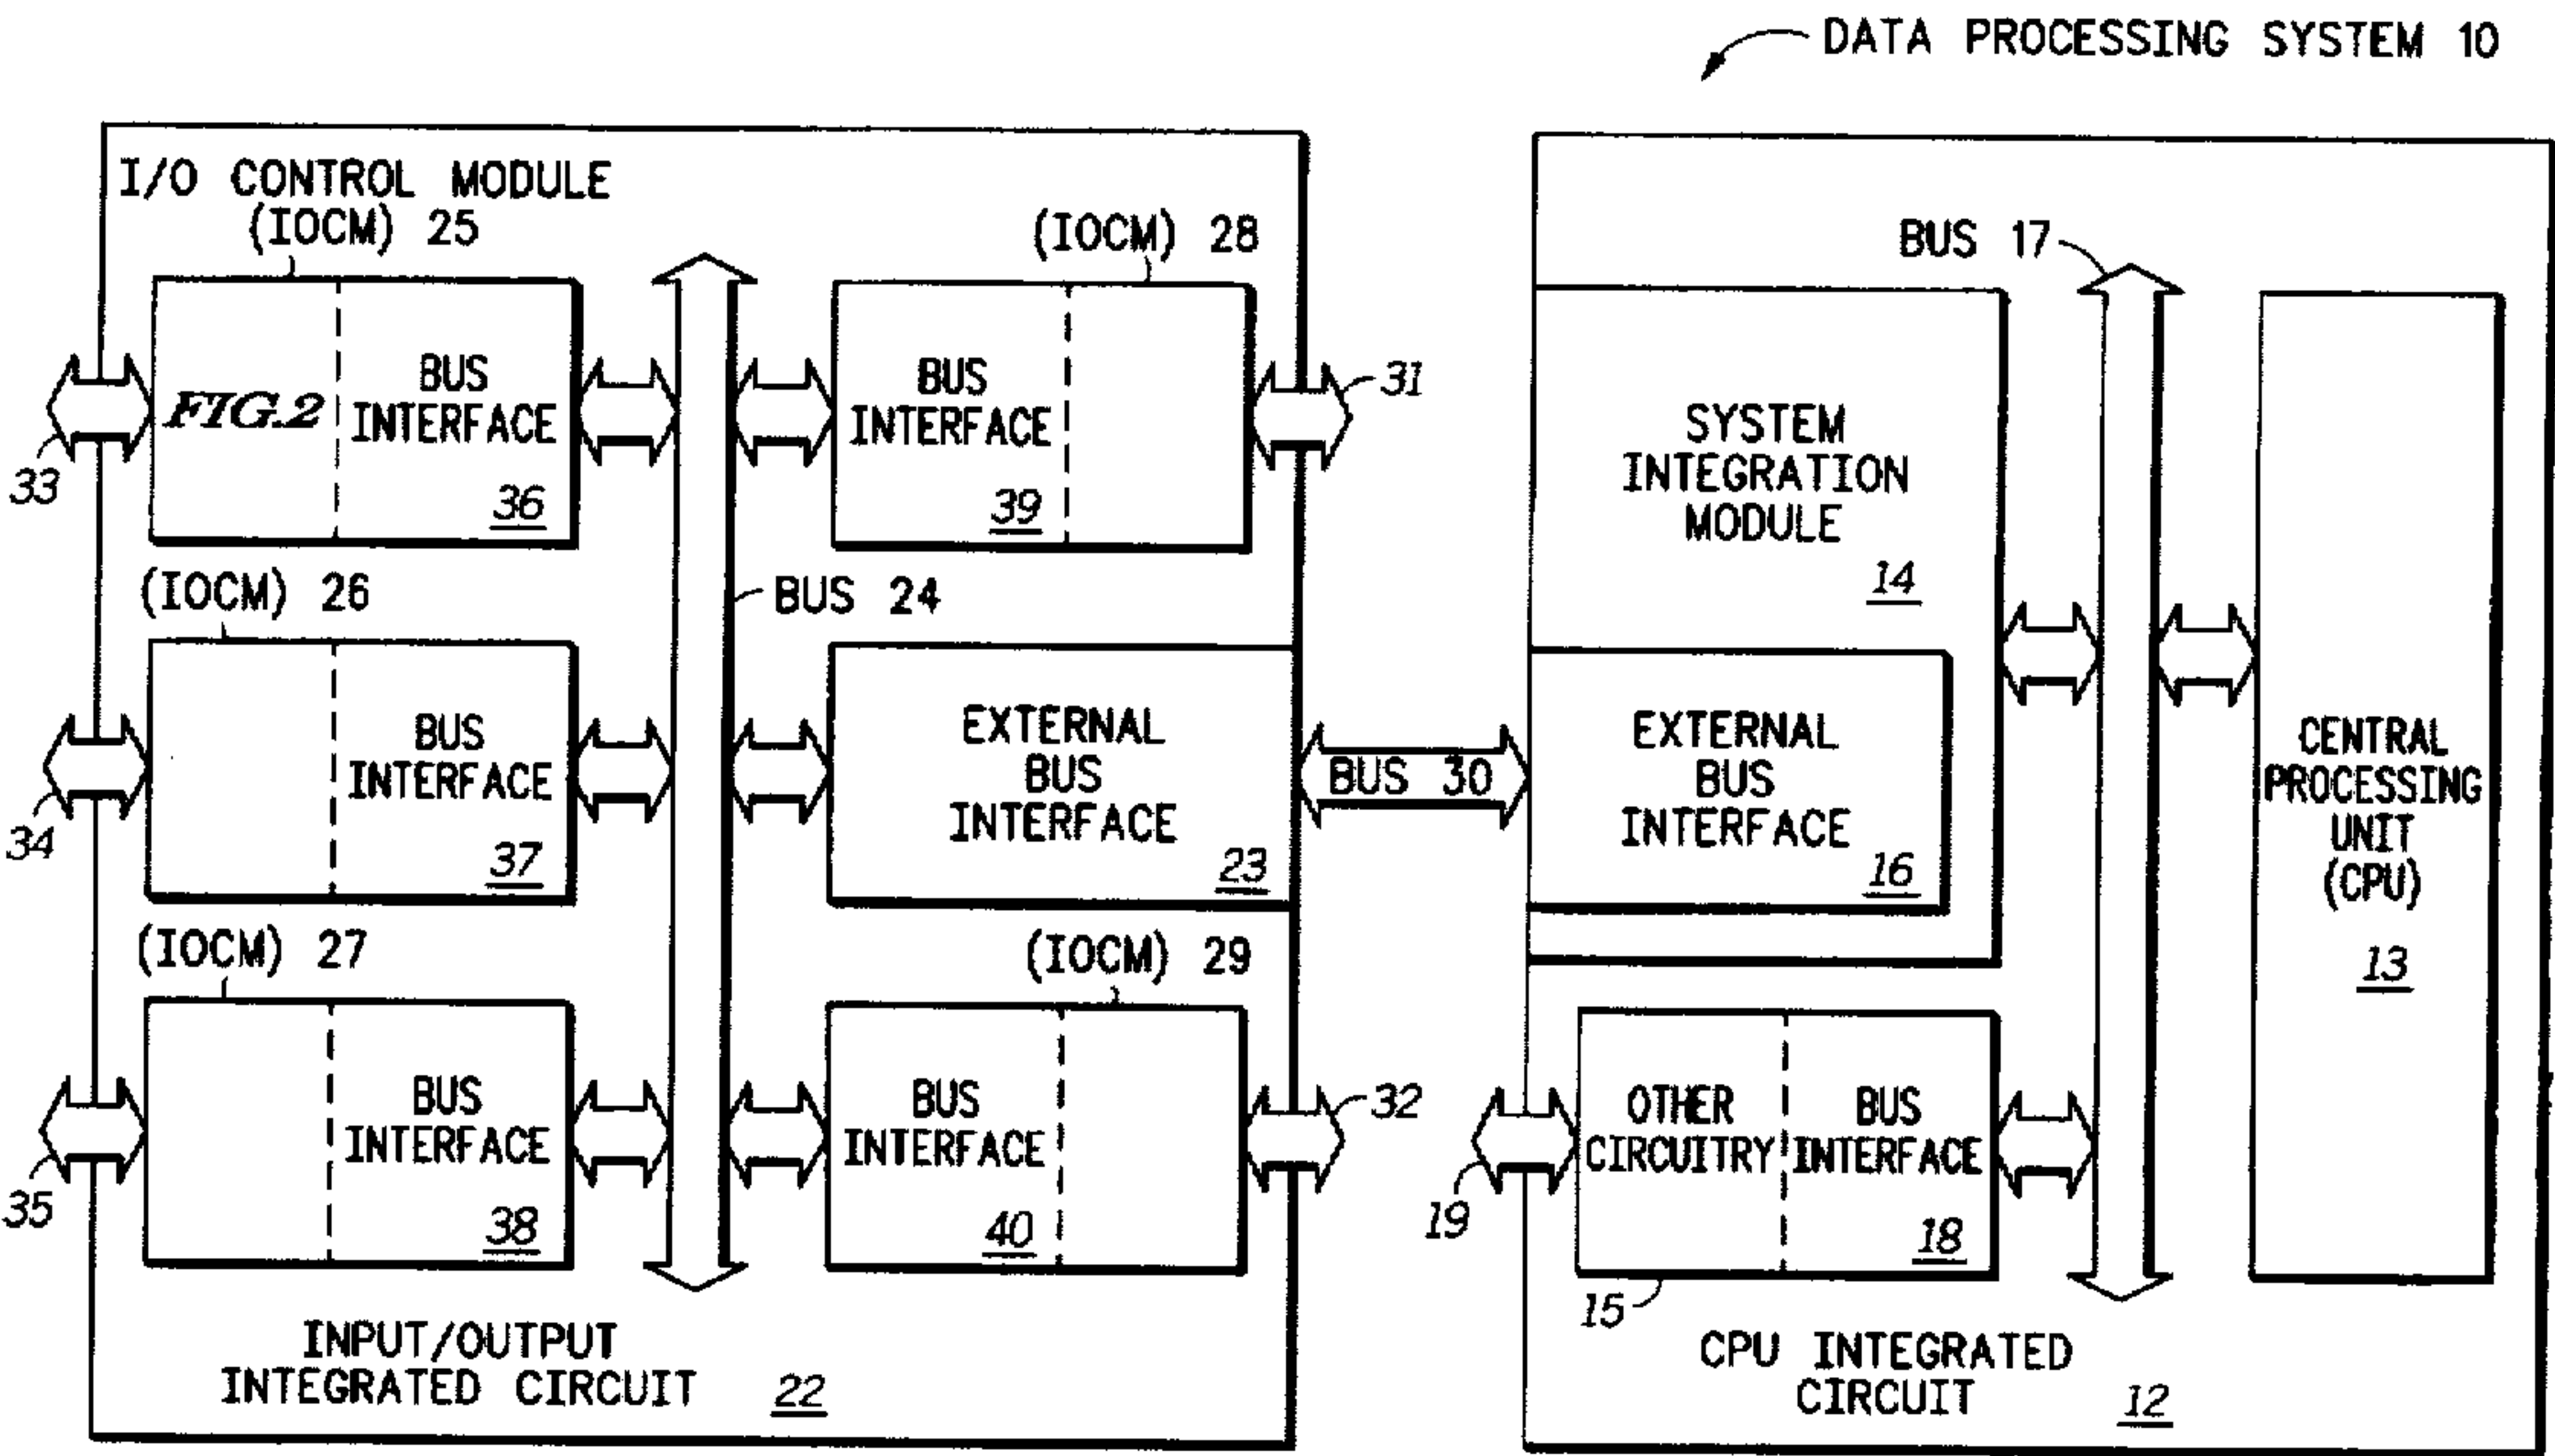 DATA PROCESSING SYSTEM 10
I/O CONTROL MODULE
(IOCM) 25
(IOCM) 28
FIG.2
BUS
INTERFACE
36
BUS
INTERFACE
39
33
31
(IOCM) 26
BUS 24
BUS
INTERFACE
37
34
EXTERNAL
BUS
INTERFACE
23
BUS 30
(IOCM) 27
(IOCM) 29
BUS
INTERFACE
38
35
BUS
INTERFACE
40
32
INPUT/OUTPUT
INTEGRATED CIRCUIT 22
BUS 17
SYSTEM
INTEGRATION
MODULE
14
EXTERNAL
BUS
INTERFACE
16
CENTRAL
PROCESSING
UNIT
(CPU)
13
OTHER
CIRCUITRY
BUS
INTERFACE
18
19
15
CPU INTEGRATED
CIRCUIT 12